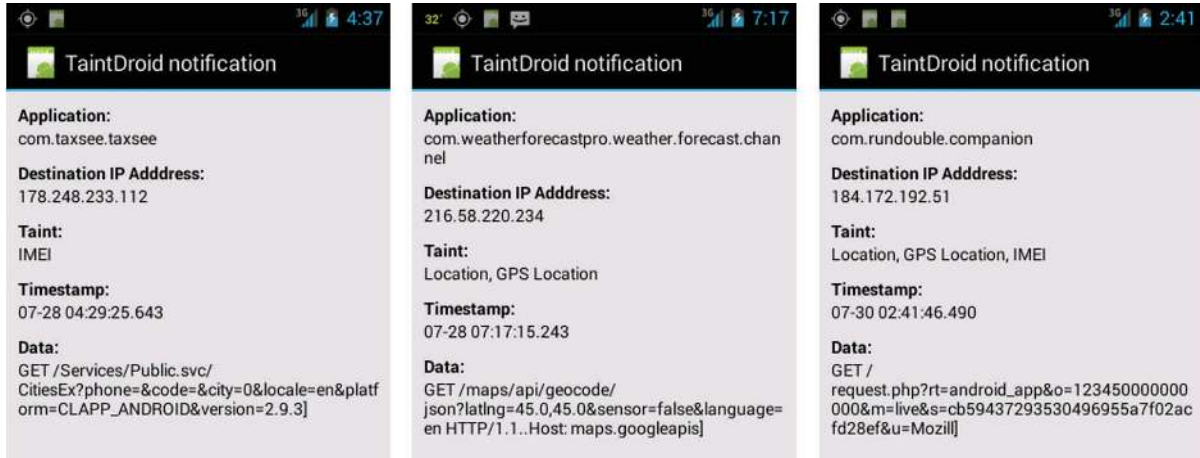 4:37
TaintDroid notification
Application:
com.taxsee.taxsee
Destination IP Adddress:
178.248.233.112
Taint:
IMEI
Timestamp:
07-28 04:29:25.643
Data:
GET /Services/Public.svc/
CitiesEx?phone=&code=&city=0&locale=en&platf
orm=CLAPP_ANDROID&version=2.9.3]
32°
3G
7:17
TaintDroid notification
Application:
com.weatherforecastpro.weather.forecast.chan
nel
Destination IP Adddress:
216.58.220.234
Taint:
Location, GPS Location
Timestamp:
07-28 07:17:15.243
Data:
GET /maps/api/geocode/
json?latlng=45.0,45.0&sensor=false&language=
en HTTP/1.1..Host: maps.googleapis]
3G
2:41
TaintDroid notification
Application:
com.rundouble.companion
Destination IP Adddress:
184.172.192.51
Taint:
Location, GPS Location, IMEI
Timestamp:
07-30 02:41:46.490
Data:
GET /
request.php?rt=android_app&o=123450000000
000&m=live&s=cb59437293530496955a7f02ac
fd28ef&u=Mozill]